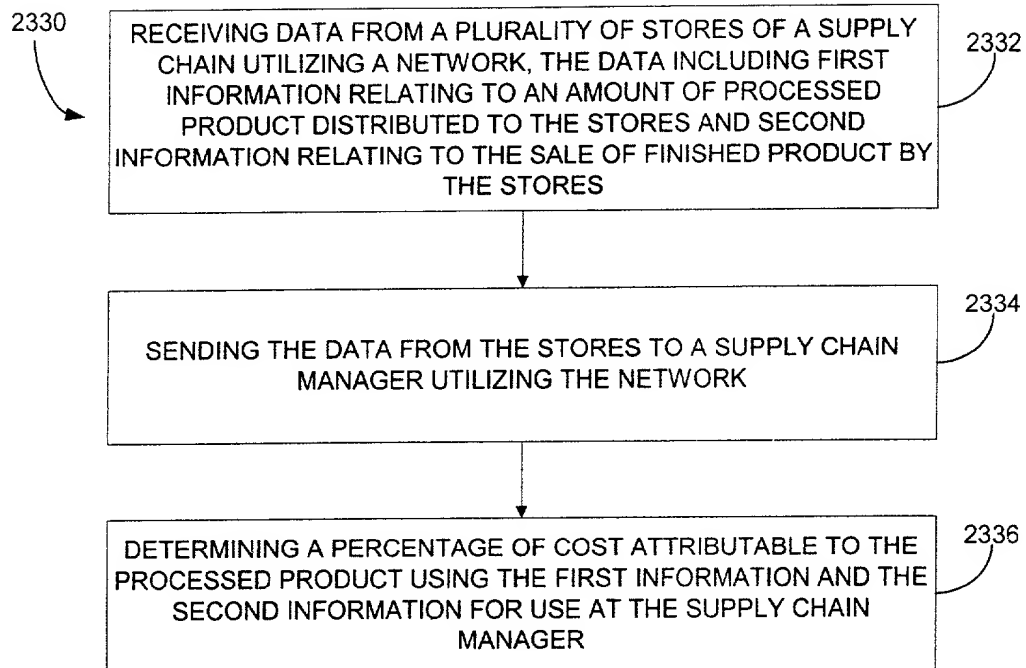 2330
RECEIVING DATA FROM A PLURALITY OF STORES OF A SUPPLY
CHAIN UTILIZING A NETWORK, THE DATA INCLUDING FIRST
INFORMATION RELATING TO AN AMOUNT OF PROCESSED
PRODUCT DISTRIBUTED TO THE STORES AND SECOND
INFORMATION RELATING TO THE SALE OF FINISHED PRODUCT BY
THE STORES
2332
SENDING THE DATA FROM THE STORES TO A SUPPLY CHAIN
MANAGER UTILIZING THE NETWORK
2334
DETERMINING A PERCENTAGE OF COST ATTRIBUTABLE TO THE
PROCESSED PRODUCT USING THE FIRST INFORMATION AND THE
SECOND INFORMATION FOR USE AT THE SUPPLY CHAIN
MANAGER
2336